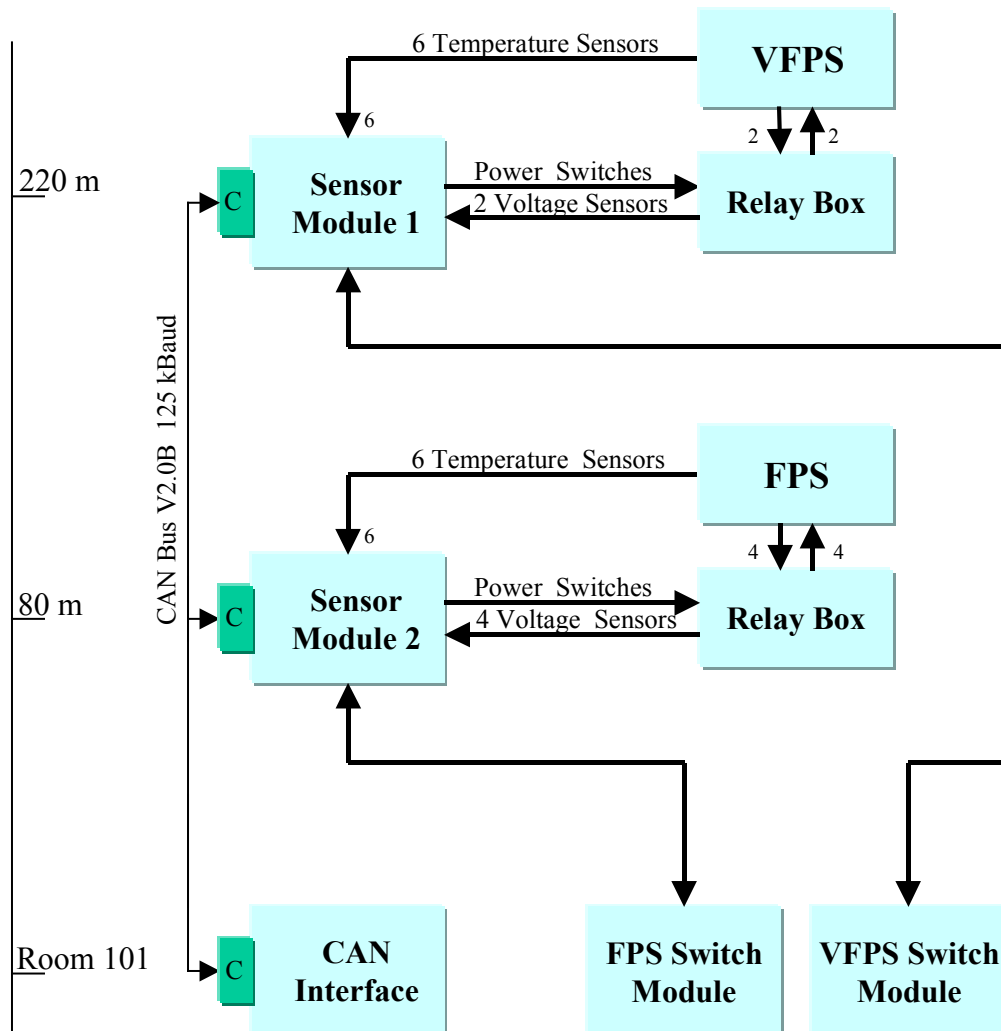 6 Temperature Sensors
VFPS
6
2
2
220 m
C
Sensor
Module 1
Power Switches
2 Voltage Sensors
Relay Box
CAN Bus V2.0B 125 kBaud
6 Temperature Sensors
FPS
6
4
4
80 m
C
Sensor
Module 2
Power Switches
4 Voltage Sensors
Relay Box
Room 101
C
CAN
Interface
FPS Switch
Module
VFPS Switch
Module